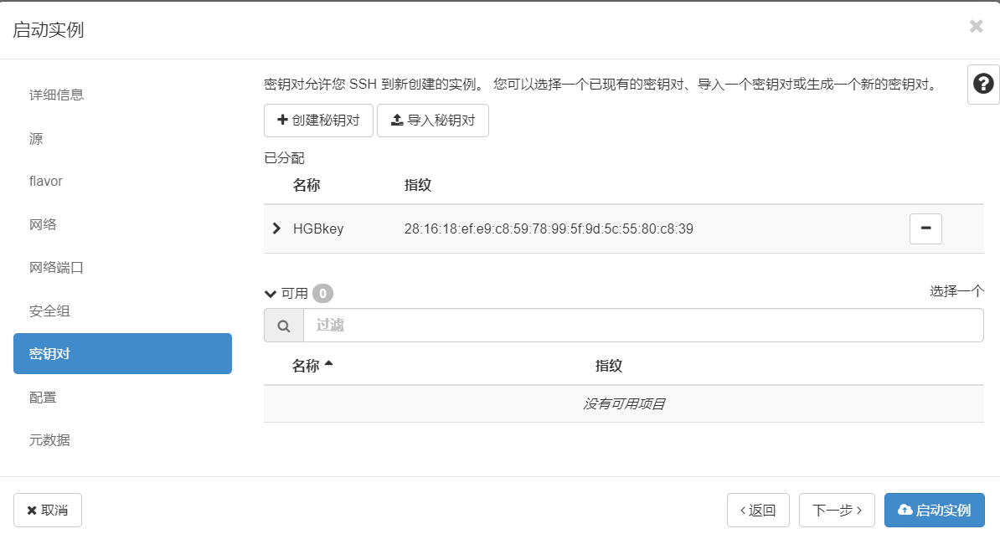 启动实例
×
详细信息
源
flavor
网络
网络端口
安全组
密钥对
配置
元数据
密钥对允许您 SSH 到新创建的实例。 您可以选择一个已现有的密钥对、导入一个密钥对或生成一个新的密钥对。
创建秘钥对 导入秘钥对
已分配
名称 指纹
HGBkey 28:16:18:ef:e9:c8:59:78:99:5f:9d:5c:55:80:c8:39
可用 0 选择一个
过滤
名称 指纹
没有可用项目
取消 返回 下一步 启动实例